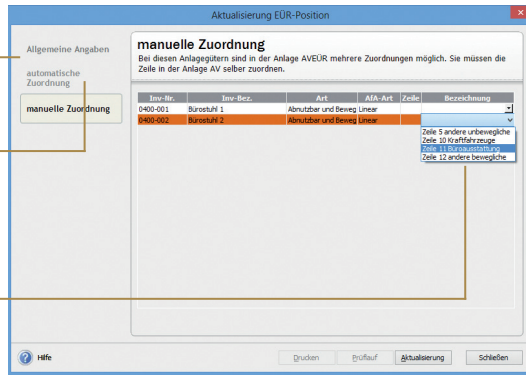 Aktualisierung EÜR-Position
Allgemeine Angaben
automatische
Zuordnung
manuelle Zuordnung
manuelle Zuordnung
Bei diesen Anlagegütern sind in der Anlage AVEÜR mehrere Zuordnungen möglich. Sie müssen die
Zeile in der Anlage AV selber zuordnen.
Inv-Nr. Inv-Bez. Art AfA-Art Zeile Bezeichnung
0400-001 Bürostuhl 1 Abnutzbar und Beweg Linear
0400-002 Bürostuhl 2 Abnutzbar und Beweg Linear
Zeile 5 andere unbewegliche
Zeile 10 Kraftfahrzeuge
Zeile 11 Büroausstattung
Zeile 12 andere bewegliche
Hilfe Drucken Prüflauf Aktualisierung Schließen